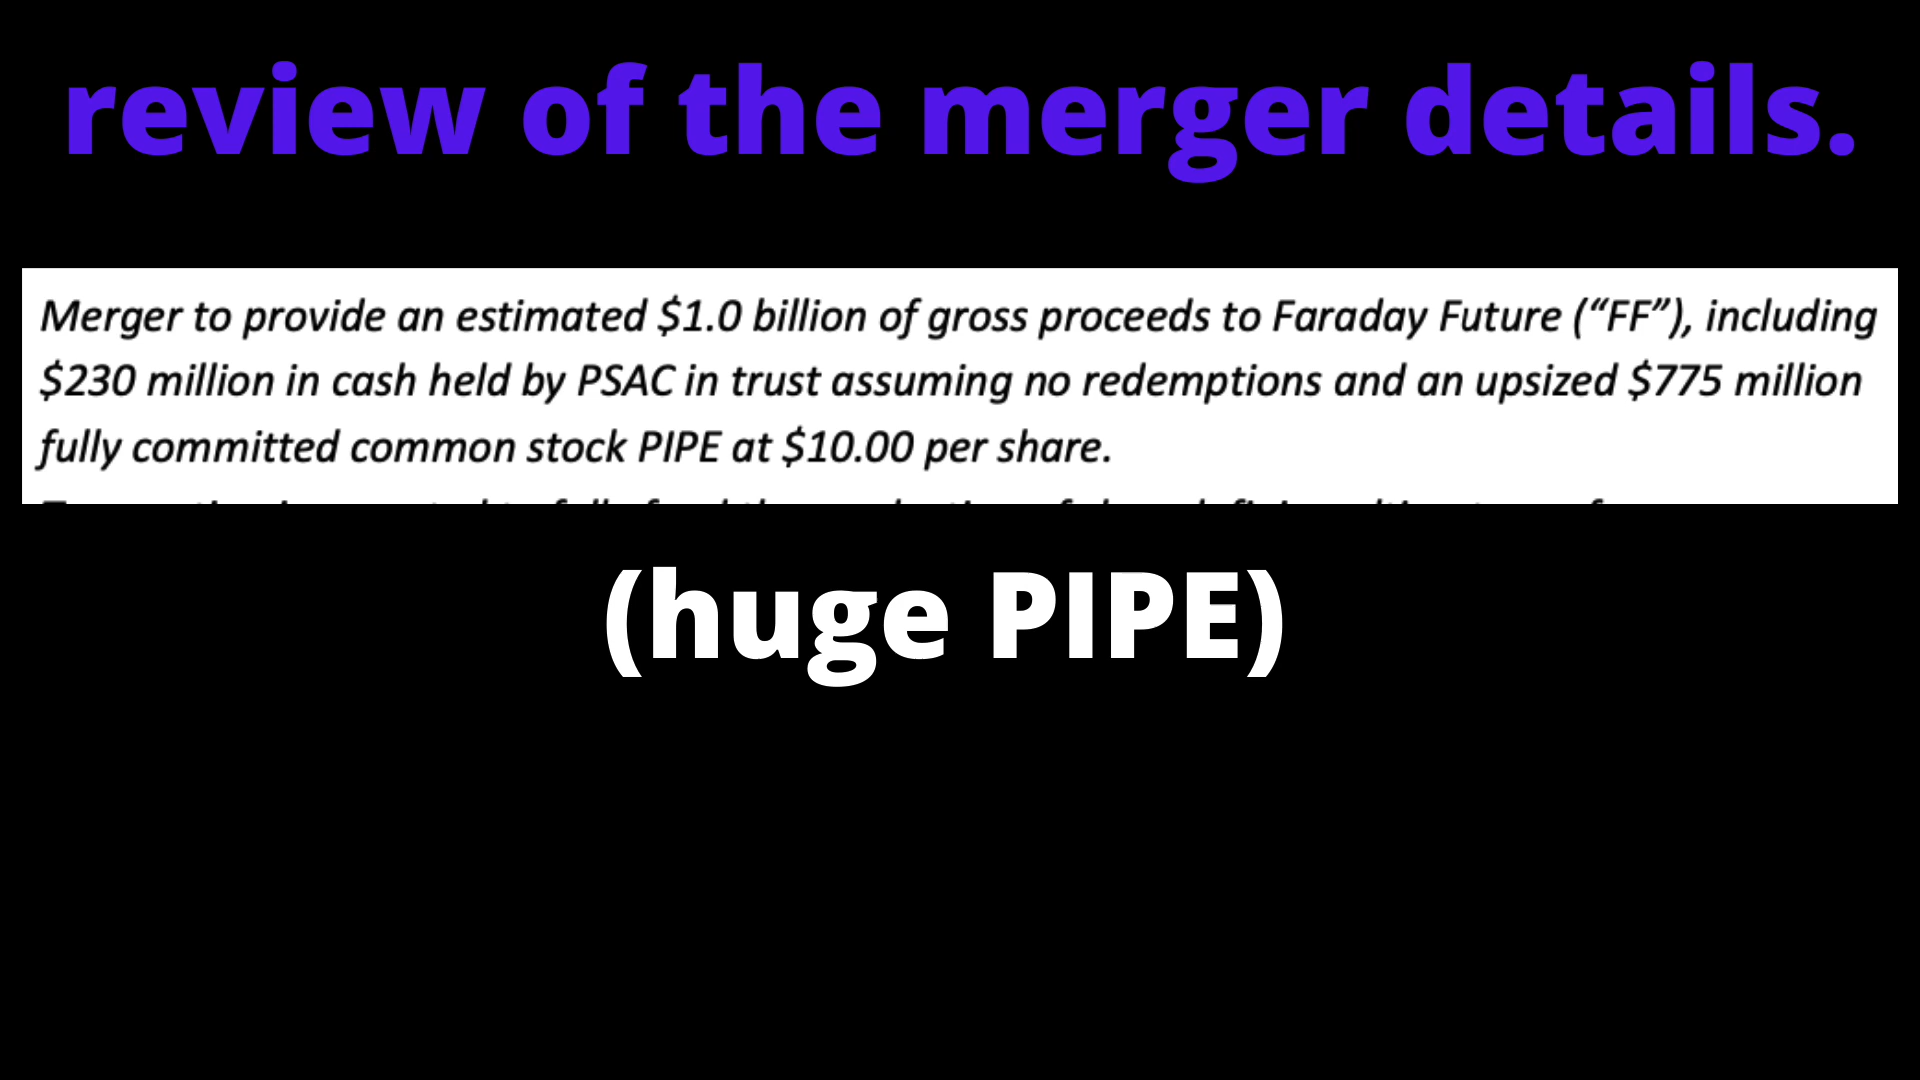 review of the merger details.
Merger to provide an estimated $1.0 billion of gross proceeds to Faraday Future (“FF”), including
$230 million in cash held by PSAC in trust assuming no redemptions and an upsized $775 million
fully committed common stock PIPE at $10.00 per share.
(huge PIPE)